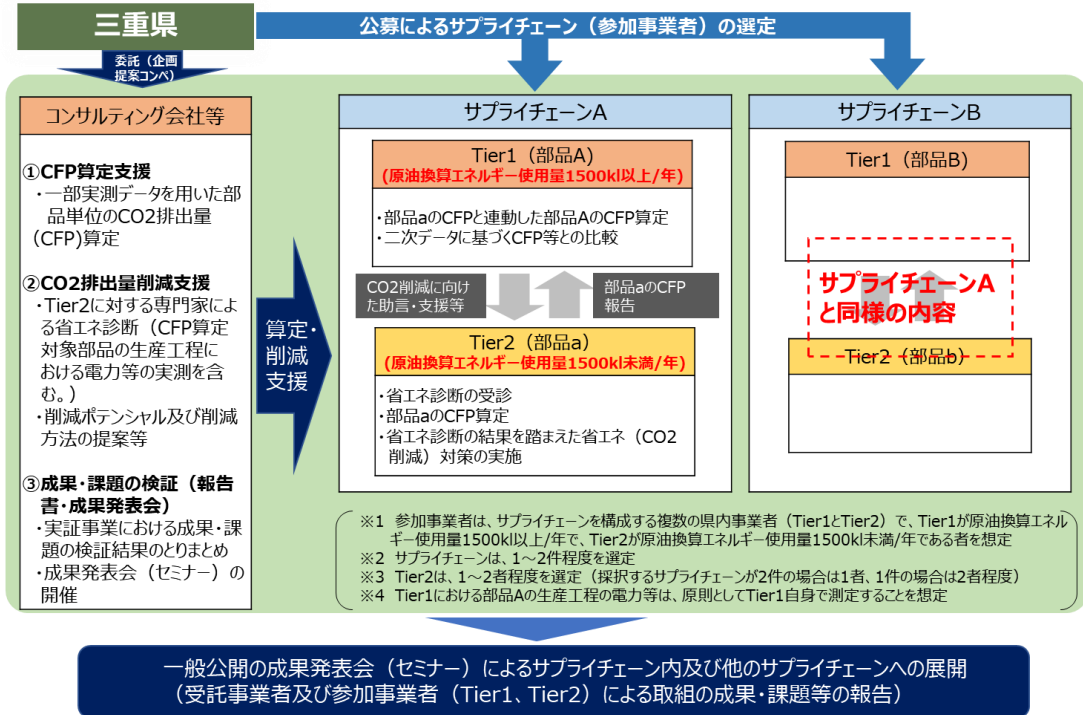 三重県
公募によるサプライチェーン（参加事業者）の選定
委託（企画
提案コンペ）
コンサルティング会社等
①CFP算定支援
・一部実測データを用いた部
品単位のCO2排出量
(CFP)算定
②CO2排出量削減支援
・Tier2に対する専門家によ
る省エネ診断（CFP算定
対象部品の生産工程に
おける電力等の実測を含
む。）
・削減ポテンシャル及び削減
方法の提案等
③成果・課題の検証（報告
書・成果発表会）
・実証事業における成果・課
題の検証結果のとりまとめ
・成果発表会（セミナー）の
開催
算定・
削減
支援
サプライチェーンA
Tier1（部品A）
(原油換算エネルギー使用量1500kl以上/年)
・部品aのCFPと連動した部品AのCFP算定
・二次データに基づくCFP等との比較
CO2削減に向け
た助言・支援等
部品aのCFP
報告
Tier2（部品a）
(原油換算エネルギー使用量1500kl未満/年)
・省エネ診断の受診
・部品aのCFP算定
・省エネ診断の結果を踏まえた省エネ（CO2
削減）対策の実施
サプライチェーンB
Tier1（部品B）
サプライチェーンA
と同様の内容
Tier2（部品b）
※1 参加事業者は、サプライチェーンを構成する複数の県内事業者（Tier1とTier2）で、Tier1が原油換算エネル
ギー使用量1500kl以上/年で、Tier2が原油換算エネルギー使用量1500kl未満/年である者を想定
※2 サプライチェーンは、1～2件程度を選定
※3 Tier2は、1～2者程度を選定（採択するサプライチェーンが2件の場合は1者、1件の場合は2者程度）
※4 Tier1における部品Aの生産工程の電力等は、原則としてTier1自身で測定することを想定
一般公開の成果発表会（セミナー）によるサプライチェーン内及び他のサプライチェーンへの展開
（受託事業者及び参加事業者（Tier1、Tier2）による取組の成果・課題等の報告）